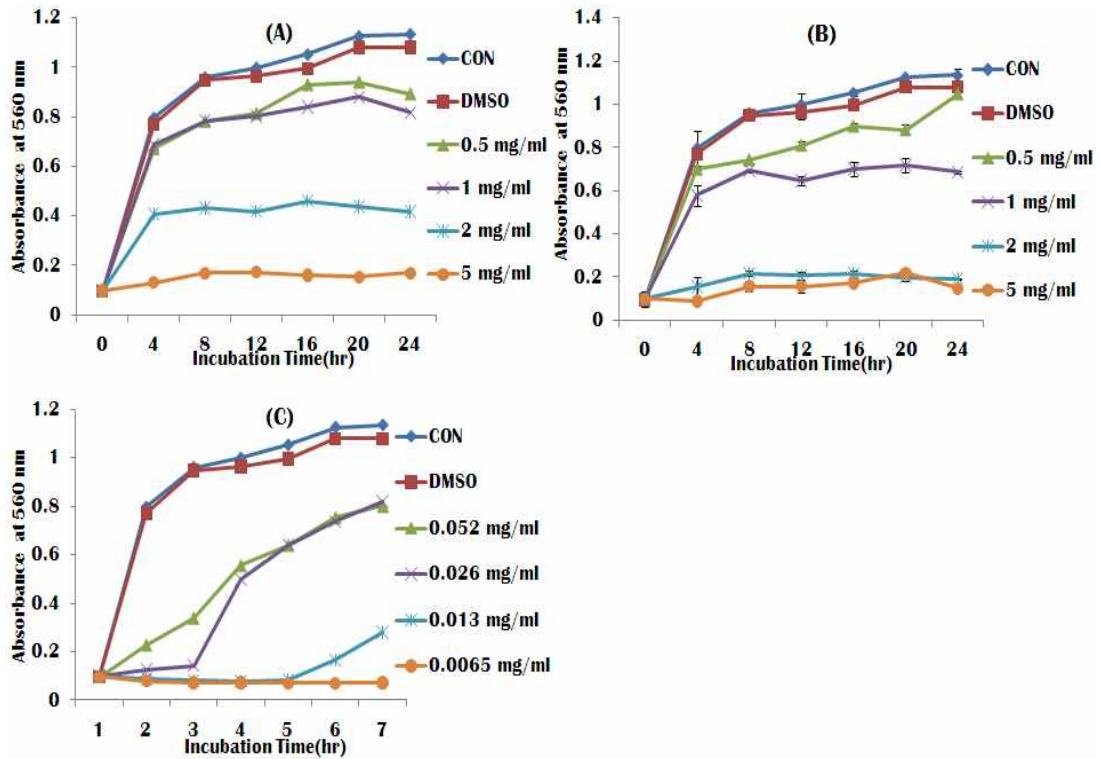 (A)
Absorbance at 560 nm
1.2
1
0.8
0.6
0.4
0.2
0
0 4 8 12 16 20 24
Incubation Time(hr)
CON
DMSO
0.5 mg/ml
1 mg/ml
2 mg/ml
5 mg/ml
(B)
Absorbance at 560 nm
1.4
1.2
1
0.8
0.6
0.4
0.2
0
0 4 8 12 16 20 24
Incubation Time(hr)
CON
DMSO
0.5 mg/ml
1 mg/ml
2 mg/ml
5 mg/ml
(C)
Absorbance at 560 nm
1.2
1
0.8
0.6
0.4
0.2
0
1 2 3 4 5 6 7
Incubation Time(hr)
CON
DMSO
0.052 mg/ml
0.026 mg/ml
0.013 mg/ml
0.0065 mg/ml